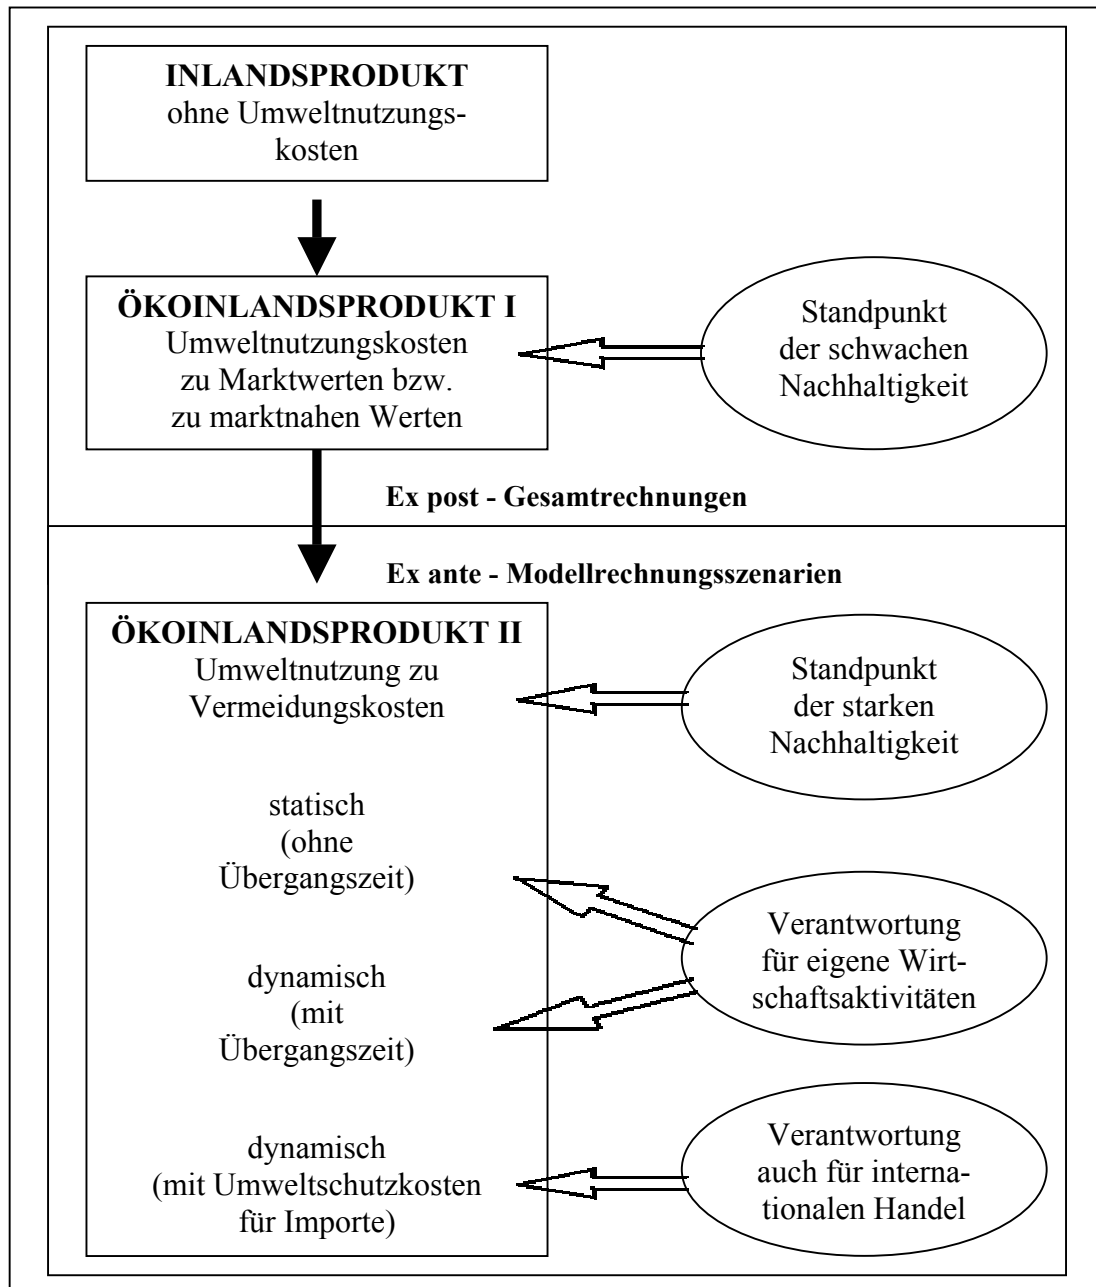 INLANDSPRODUKT
ohne Umweltnutzungs-
kosten
ÖKOINLANDSPRODUKT I
Umweltnutzungskosten
zu Marktwerten bzw.
zu marktnahen Werten
Standpunkt
der schwachen
Nachhaltigkeit
Ex post - Gesamtrechnungen
Ex ante - Modellrechnungsszenarien
ÖKOINLANDSPRODUKT II
Umweltnutzung zu
Vermeidungskosten
Standpunkt
der starken
Nachhaltigkeit
statisch
(ohne
Übergangszeit)
dynamisch
(mit
Übergangszeit)
Verantwortung
für eigene Wirt-
schaftsaktivitäten
dynamisch
(mit Umweltschutzkosten
für Importe)
Verantwortung
auch für interna-
tionalen Handel